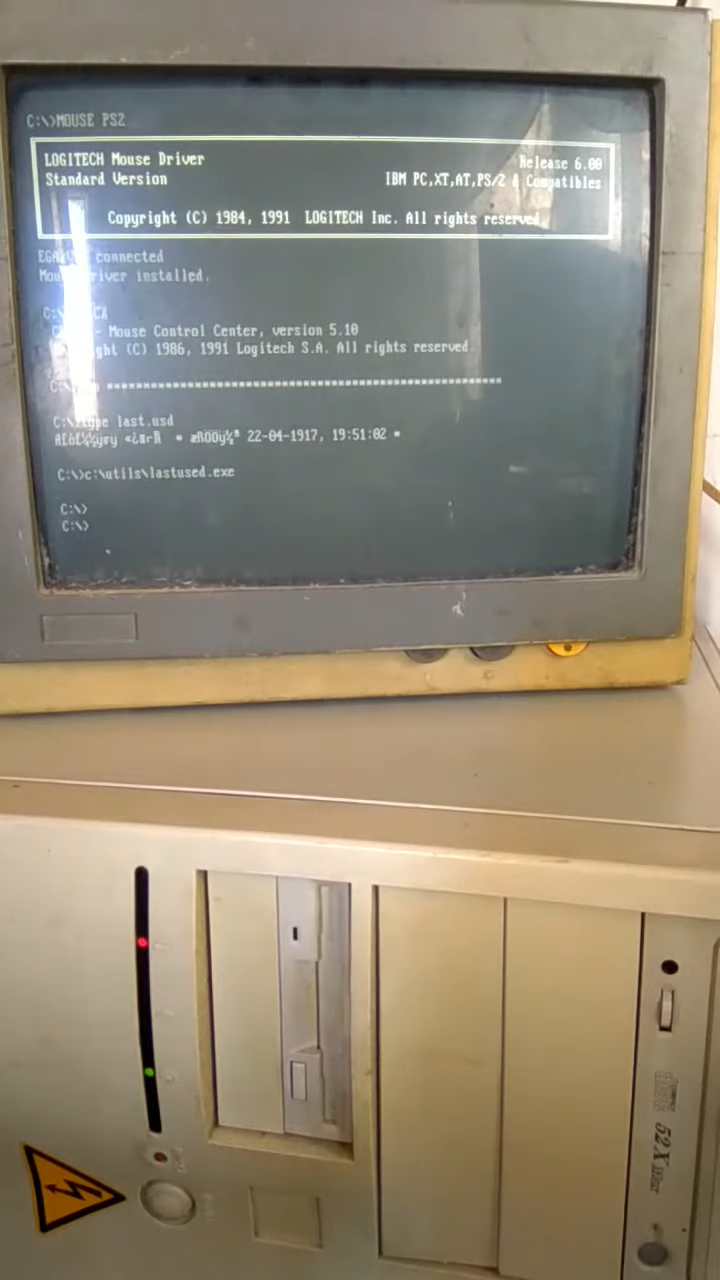 C:\>MOUSE PS2
LOGITECH Mouse Driver Release 6.00
Standard Version IBM PC,XT,AT,PS/2 & Compatibles
Copyright (C) 1984, 1991 LOGITECH Inc. All rights reserved.
connected
driver installed.
- Mouse Control Center, version 5.10
(C) 1986, 1991 Logitech S.A. All rights reserved.
C:\>type last.usd
22-04-1917, 19:51:02
C:\>c:\utils\lastused.exe
C:\>
C:\>
disc
52X Max